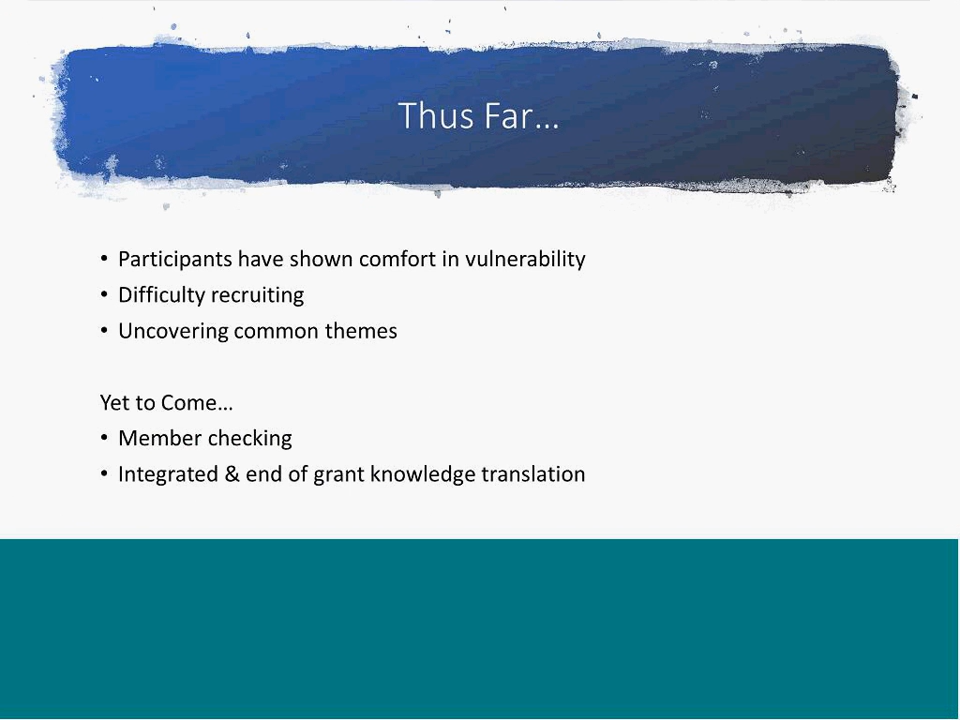 Thus Far…
• Participants have shown comfort in vulnerability
• Difficulty recruiting
• Uncovering common themes
Yet to Come…
• Member checking
• Integrated & end of grant knowledge translation